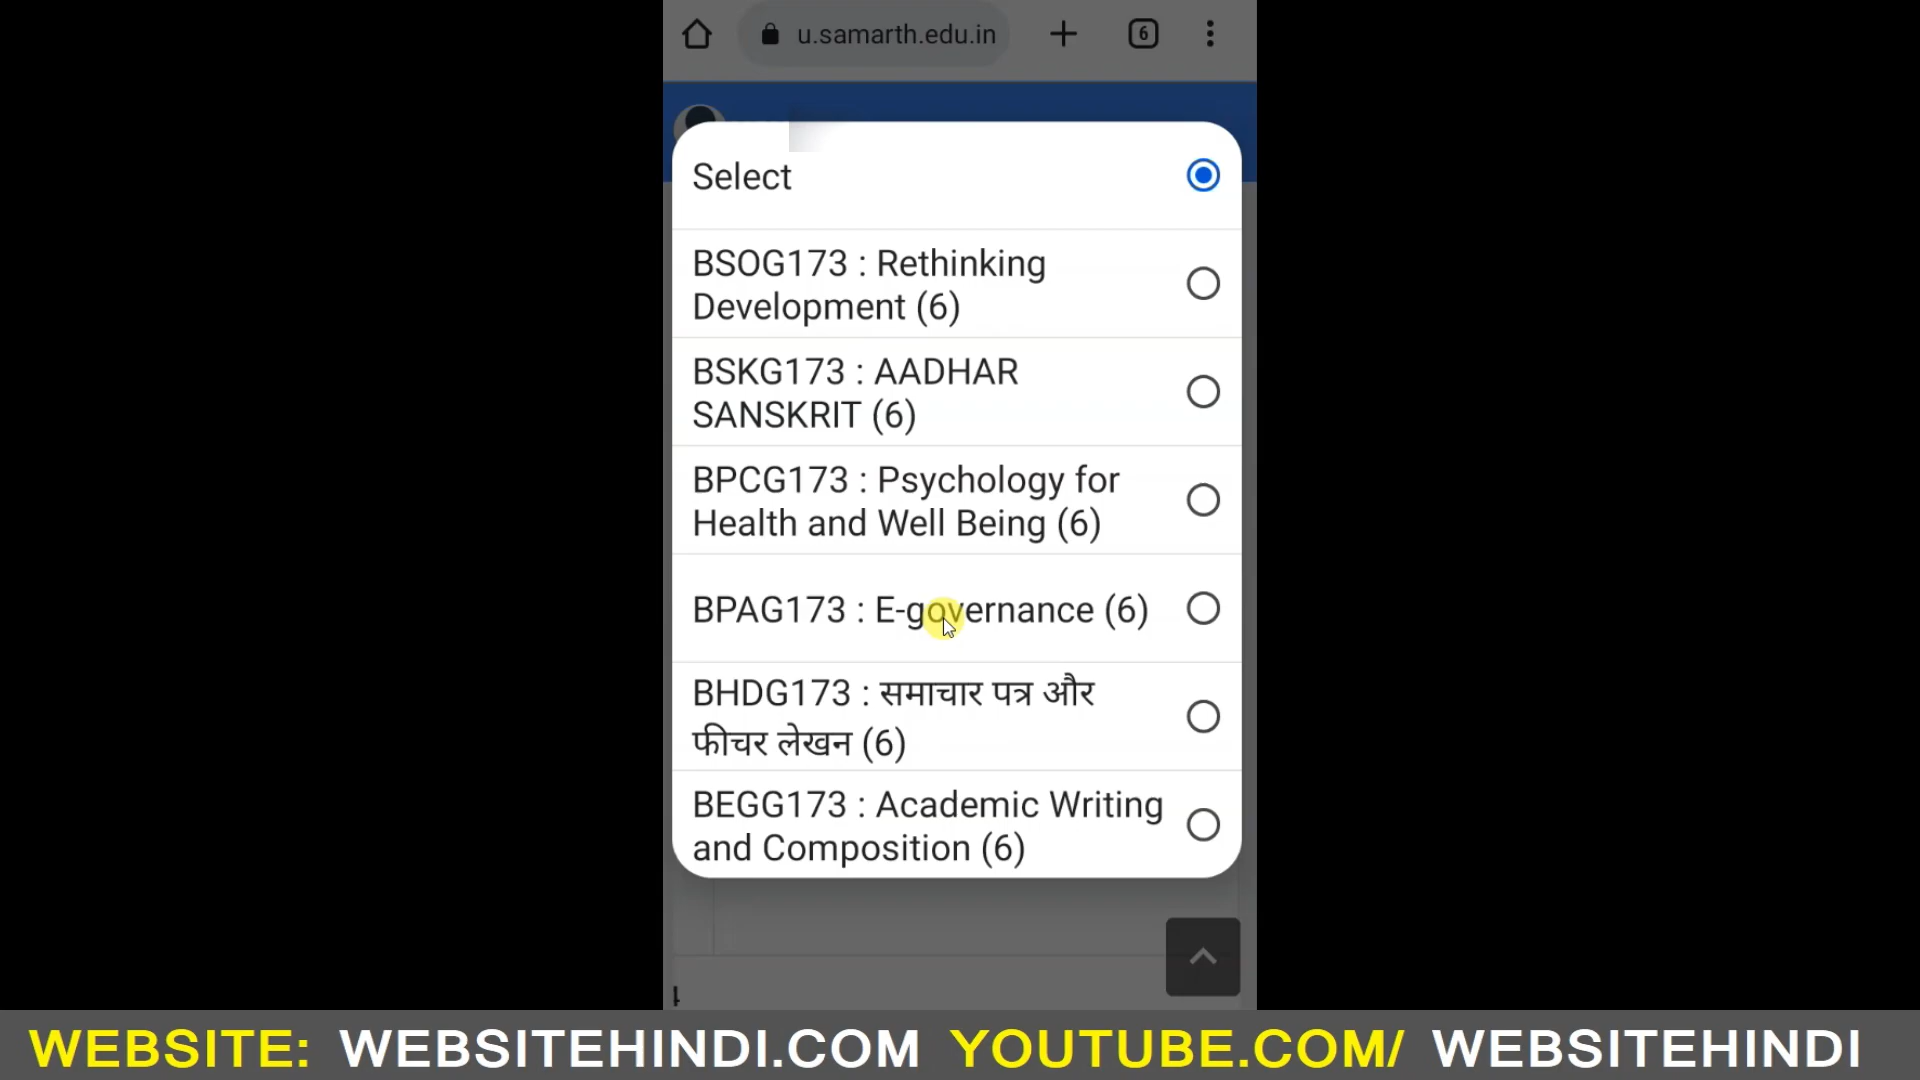 u.samarth.edu.in
6
Select
BSOG173 : Rethinking
Development (6)
BSKG173 : AADHAR
SANSKRIT (6)
BPCG173 : Psychology for
Health and Well Being (6)
BPAG173 : E-governance (6)
BHDG173 : समाचार पत्र और
फीचर लेखन (6)
BEGG173 : Academic Writing
and Composition (6)
4
WEBSITE: WEBSITEHINDI.COM YOUTUBE.COM/ WEBSITEHINDI